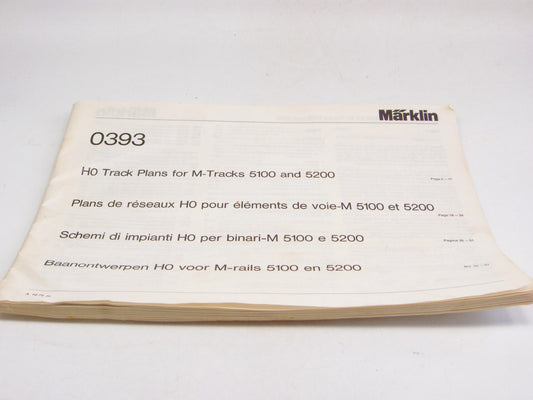 Märklin
0393
H0 Track Plans for M-Tracks 5100 and 5200
Plans de réseaux H0 pour éléments de voie-M 5100 et 5200
Schemi di impianti H0 per binari-M 5100 e 5200
Baanontwerpen H0 voor M-rails 5100 en 5200